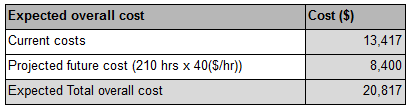 Expected overall cost Cost ($)
Current costs 13,417
Projected future cost (210 hrs x 40($/hr)) 8,400
Expected Total overall cost 20,817